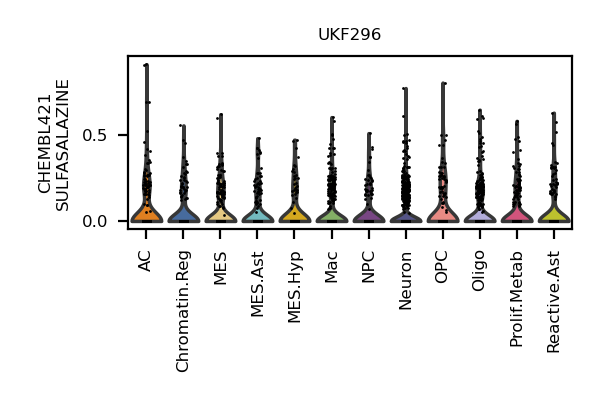 UKF296
CHEMBL421
SULFASALAZINE
0.5
0.0
AC
Chromatin.Reg
MES
MES.Ast
MES.Hyp
Mac
NPC
Neuron
OPC
Oligo
Prolif.Metab
Reactive.Ast